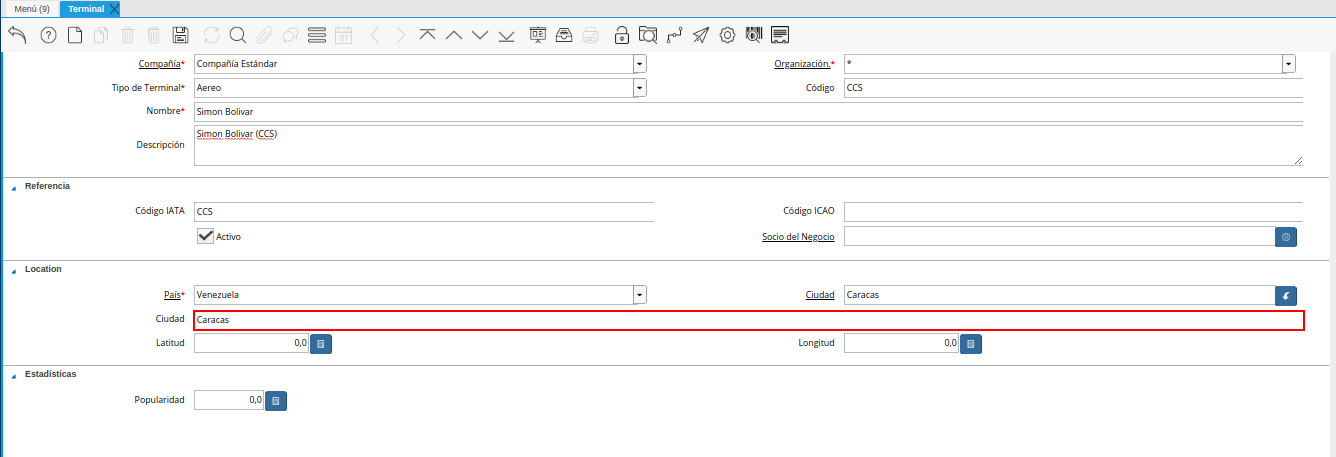 Menú (9) Terminal
31
Compañía* Compañía Estándar Organización.* *
Tipo de Terminal* Aereo Código CCS
Nombre* Simon Bolivar
Descripción Simon Bolivar (CCS)
Referencia
Código IATA CCS Código ICAO
Activo Socio del Negocio
Location
País* Venezuela Ciudad Caracas
Ciudad Caracas
Latitud 0,0 Longitud 0,0
Estadísticas
Popularidad 0,0